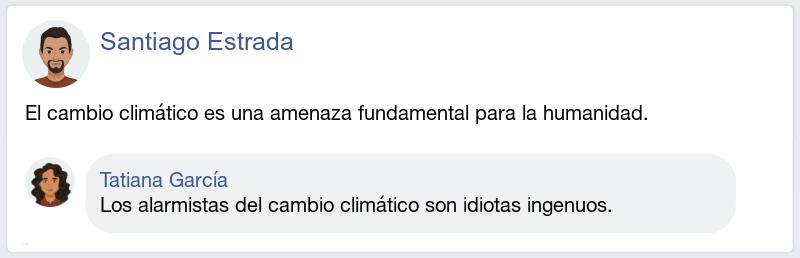 Santiago Estrada
El cambio climático es una amenaza fundamental para la humanidad.
Tatiana García
Los alarmistas del cambio climático son idiotas ingenuos.